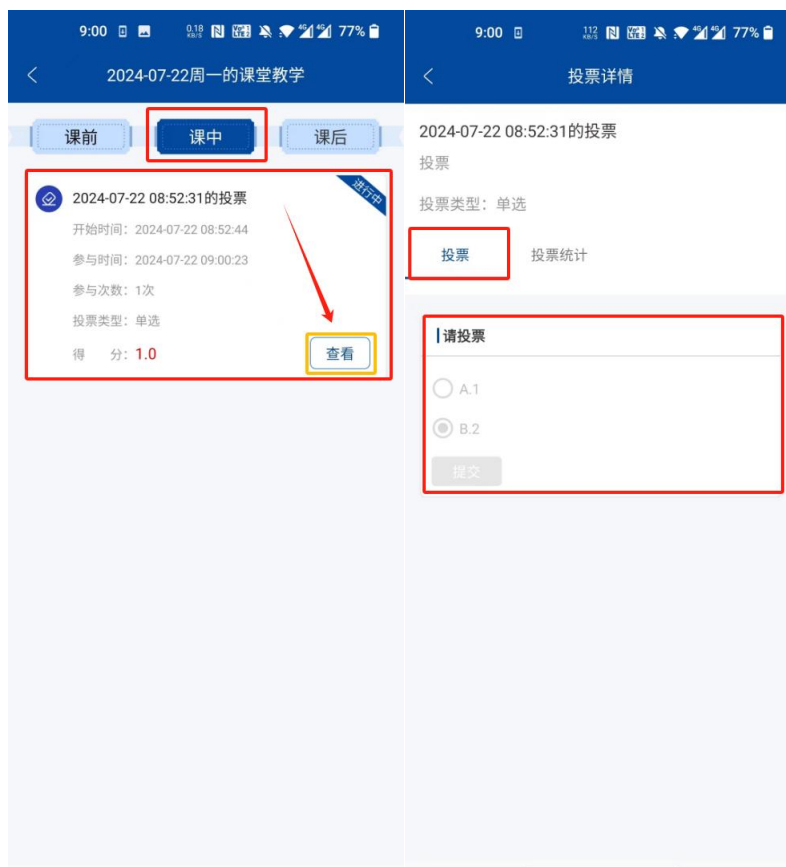 9:00 0.18 KB/S 4G 4G 77%
2024-07-22周一的课堂教学
课前 课中 课后
2024-07-22 08:52:31的投票
进行中
开始时间：2024-07-22 08:52:44
参与时间：2024-07-22 09:00:23
参与次数：1次
投票类型：单选
得 分：1.0
查看
9:00 112 KB/S 4G 4G 77%
投票详情
2024-07-22 08:52:31的投票
投票
投票类型：单选
投票 投票统计
请投票
A.1
B.2
提交